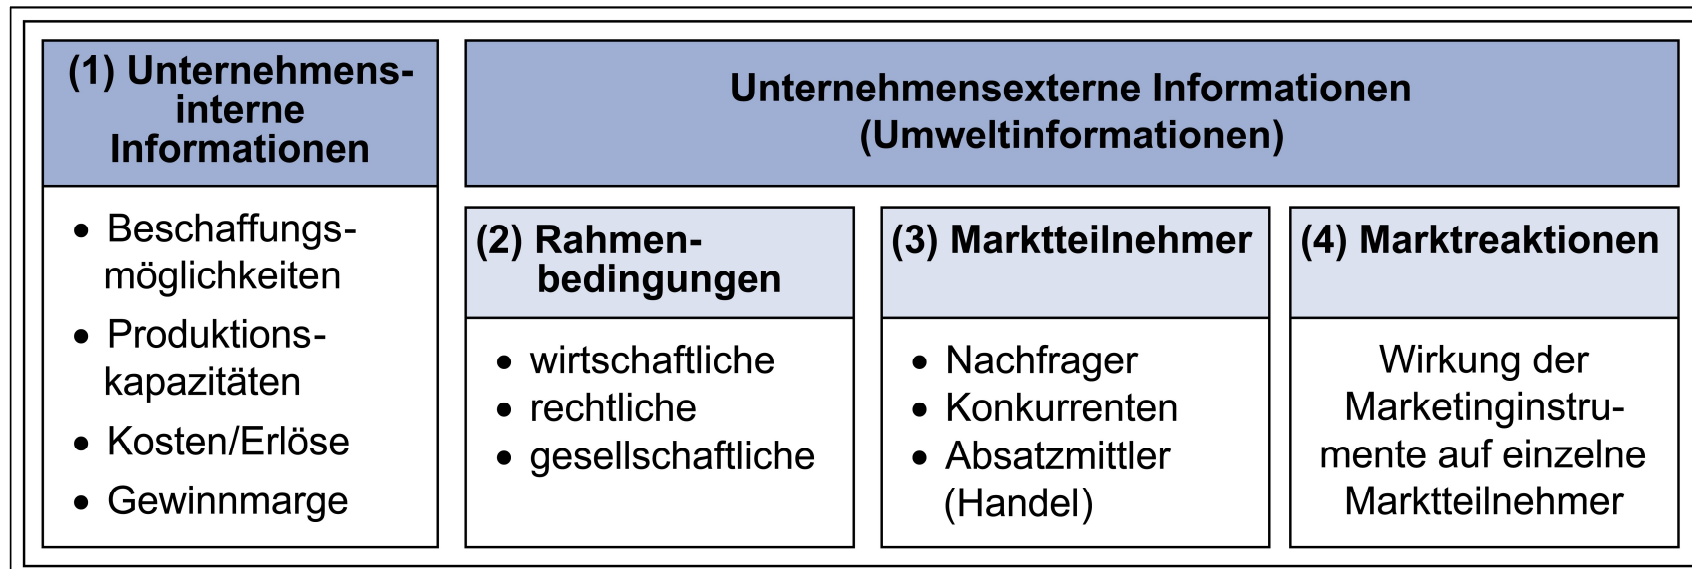 (1) Unternehmens-
interne
Informationen
• Beschaffungs-
möglichkeiten
• Produktions-
kapazitäten
• Kosten/Erlöse
• Gewinnmarge
Unternehmensexterne Informationen
(Umweltinformationen)
(2) Rahmen-
bedingungen
• wirtschaftliche
• rechtliche
• gesellschaftliche
(3) Marktteilnehmer
• Nachfrager
• Konkurrenten
• Absatzmittler
(Handel)
(4) Marktreaktionen
Wirkung der
Marketinginstru-
mente auf einzelne
Marktteilnehmer